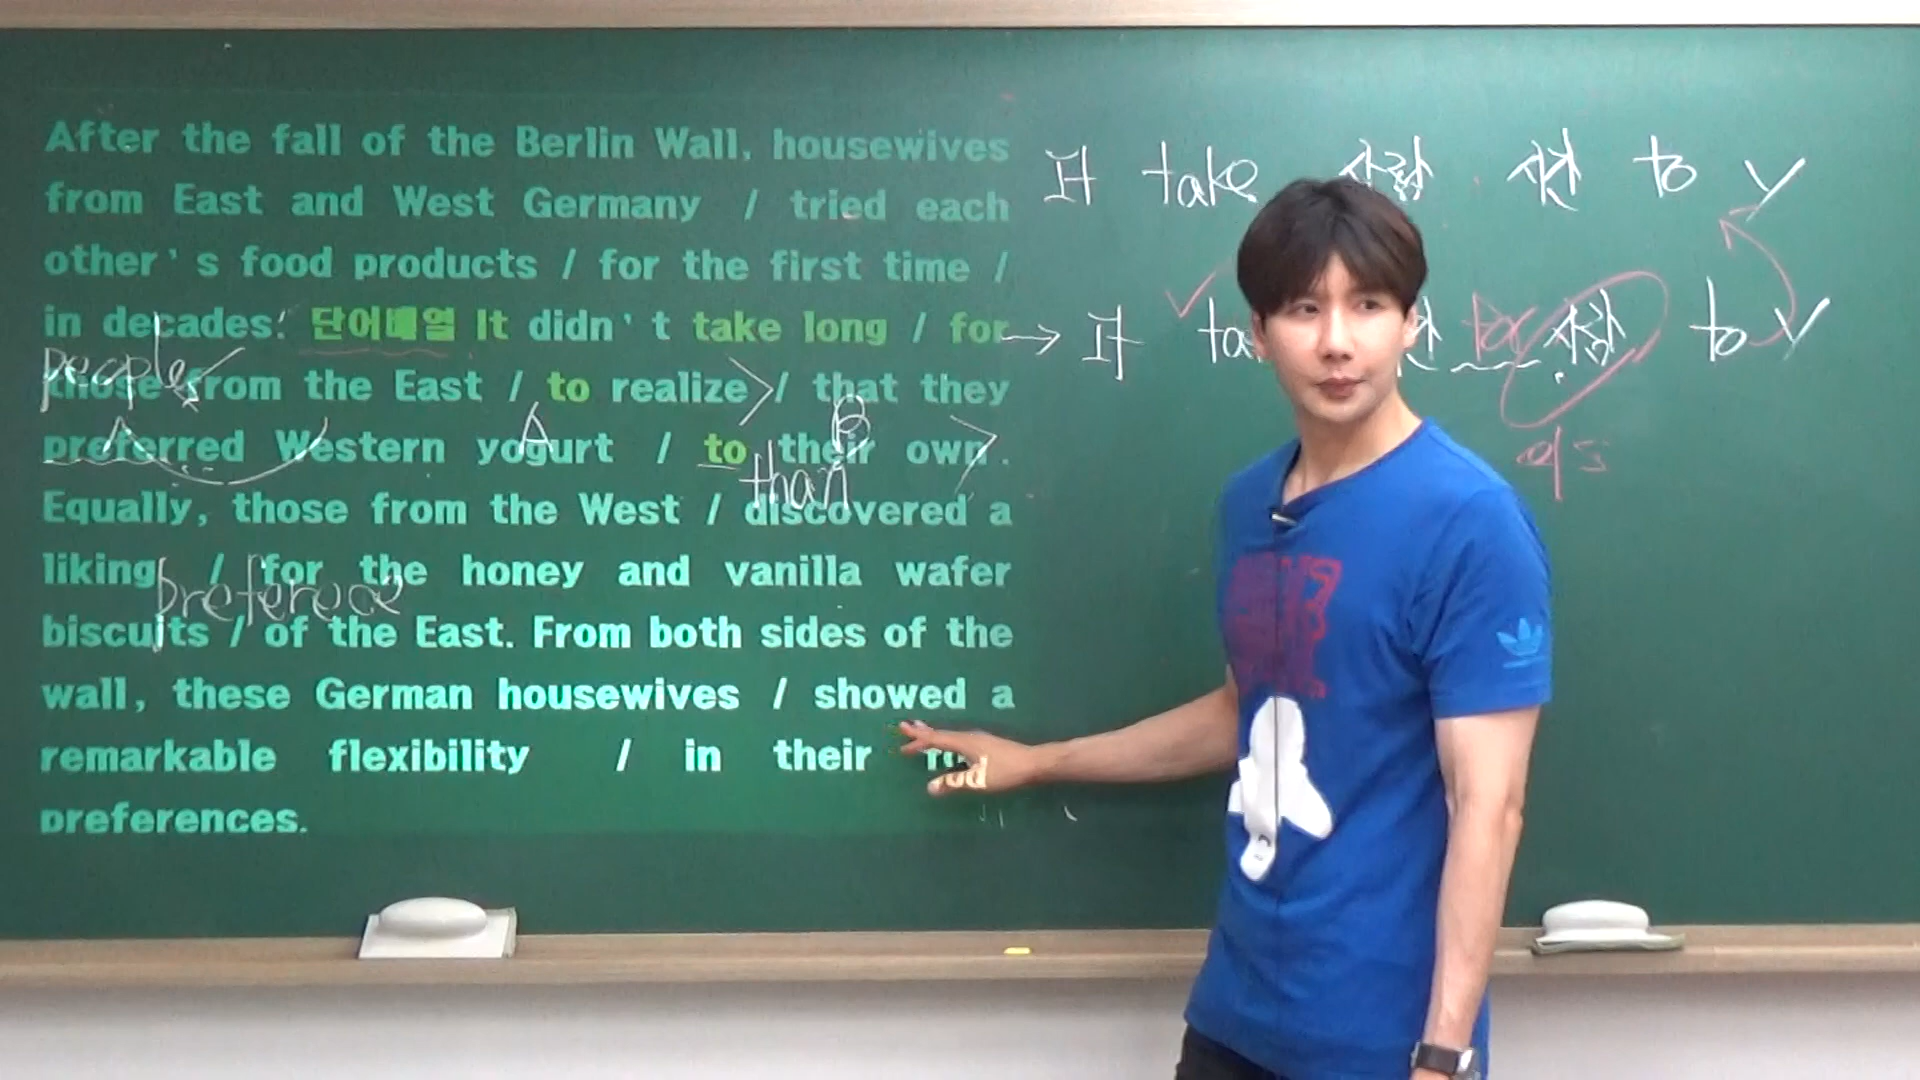 After the fall of the Berlin Wall, housewives
from East and West Germany / tried each
other's food products / for the first time /
in decades. 단어배열 It didn't take long / for
those from the East / to realize / that they
people
preferred Western yogurt / to their own.
A B
than
Equally, those from the West / discovered a
liking / for the honey and vanilla wafer
preferece
biscuits / of the East. From both sides of the
wall, these German housewives / showed a
remarkable flexibility / in their food
preferences.
It take 사람 시간 to V
→ It for 사람 to V